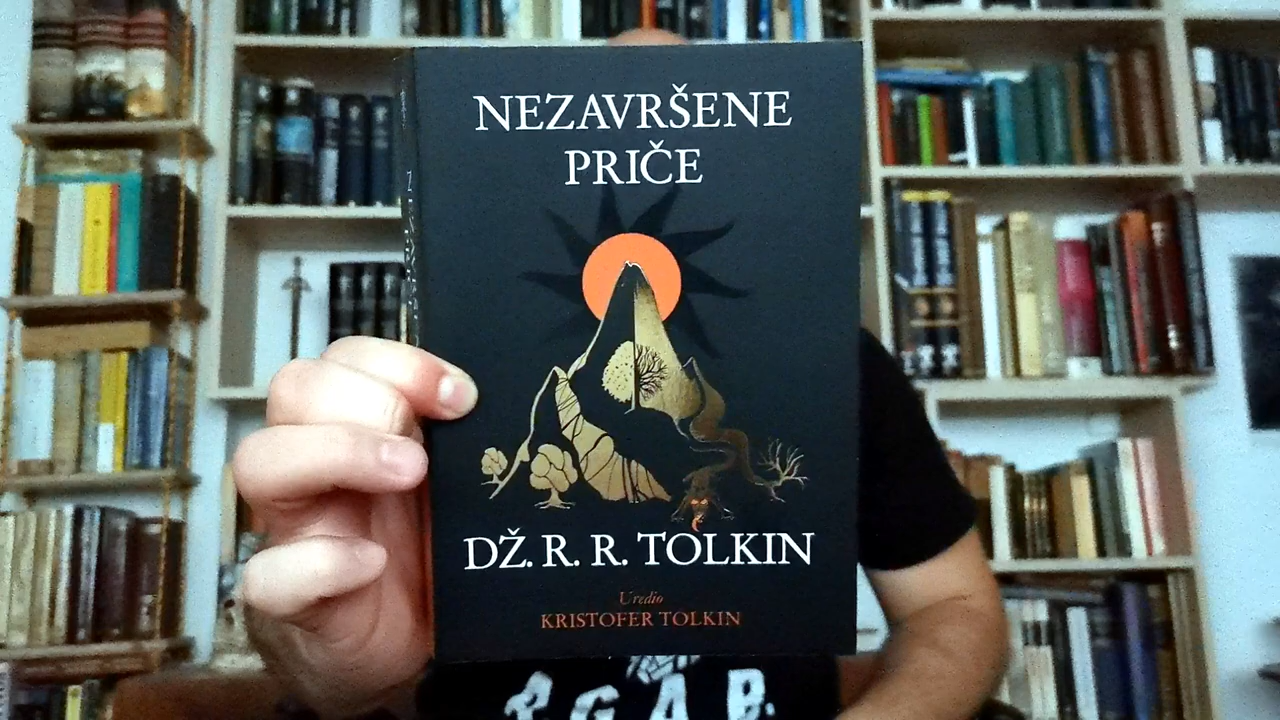 NEZAVRŠENE
PRIČE
DŽ. R. R. TOLKIN
Uredio
KRISTOFER TOLKIN